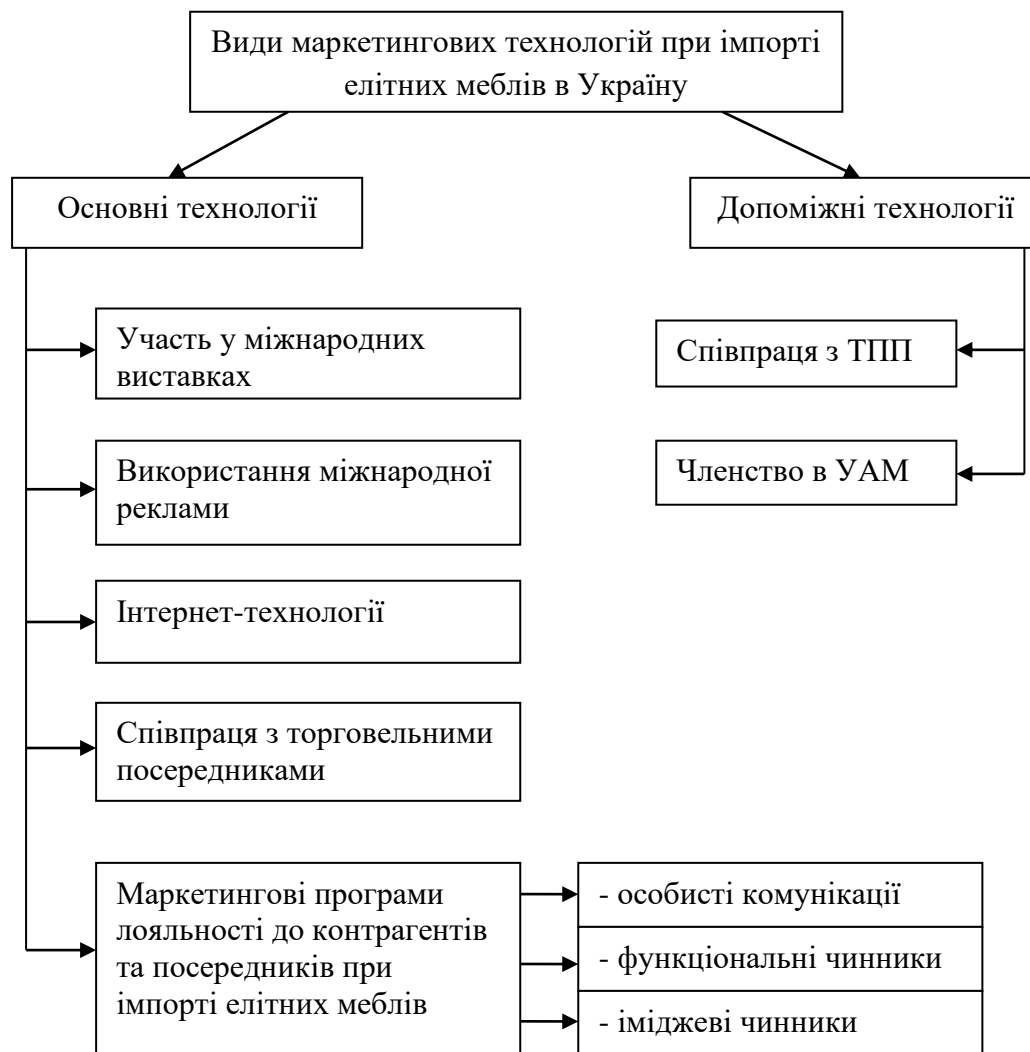 Види маркетингових технологій при імпорті
елітних меблів в Україну
Основні технології
Допоміжні технології
Участь у міжнародних
виставках
Співпраця з ТПП
Використання міжнародної
реклами
Членство в УАМ
Інтернет-технології
Співпраця з торговельними
посередниками
Маркетингові програми
лояльності до контрагентів
та посередників при
імпорті елітних меблів
- особисті комунікації
- функціональні чинники
- іміджеві чинники